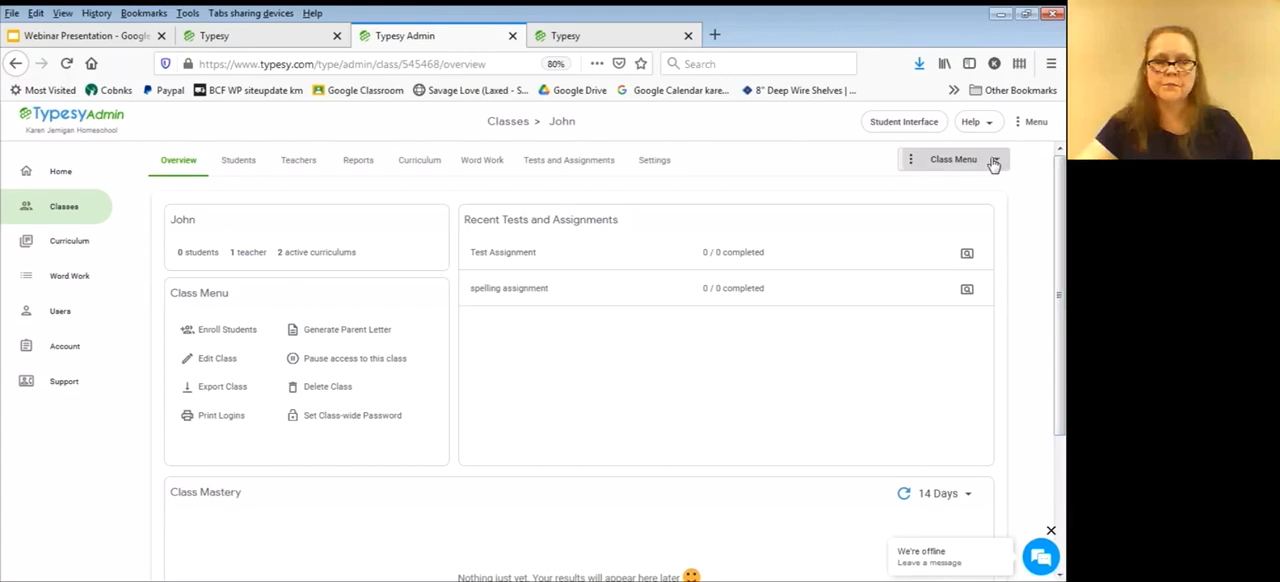 File Edit View History Bookmarks Tools Tabs sharing devices Help
Webinar Presentation - Google Typesy Typesy Admin Typesy
https://www.typesy.com/type/admin/class/545468/overview 80% Search
Most Visited Cobnks Paypal BCF WP siteupdate km Google Classroom Savage Love (Laxed - S... Google Drive Google Calendar kare... 8" Deep Wire Shelves | ... Other Bookmarks
TypesyAdmin
Karen Jernigan Homeschool
Classes > John
Student Interface Help Menu
Home
Classes
Curriculum
Word Work
Users
Account
Support
Overview Students Teachers Reports Curriculum Word Work Tests and Assignments Settings
Class Menu
John
0 students 1 teacher 2 active curriculums
Class Menu
Enroll Students Generate Parent Letter
Edit Class Pause access to this class
Export Class Delete Class
Print Logins Set Class-wide Password
Recent Tests and Assignments
Test Assignment 0 / 0 completed
spelling assignment 0 / 0 completed
Class Mastery
14 Days
Nothing just yet. Your results will appear here later
We're offline
Leave a message